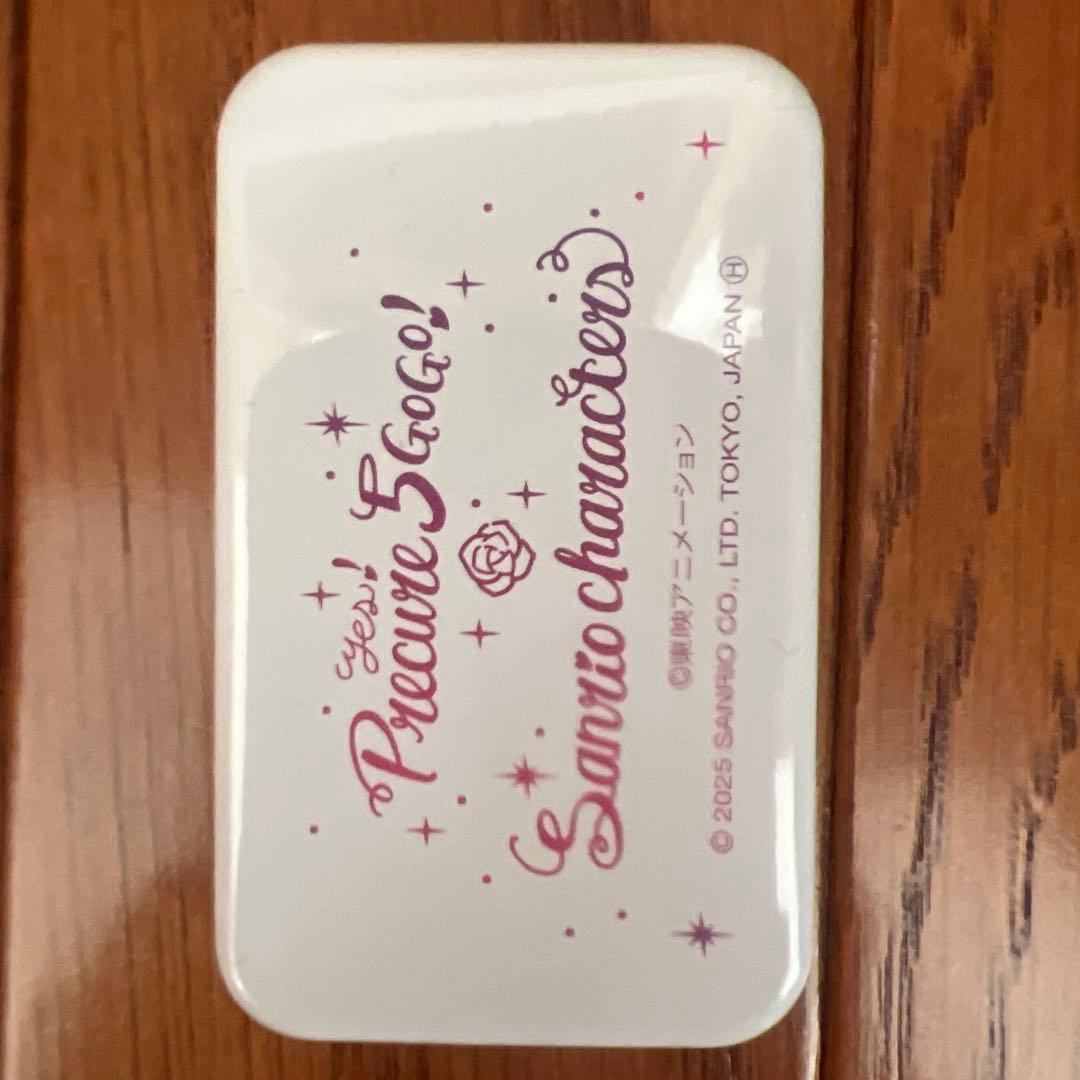 Yes!
Precure 5 GoGo!
Sanrio characters
©東映アニメーション
© 2025 SANRIO CO., LTD. TOKYO, JAPAN Ⓗ